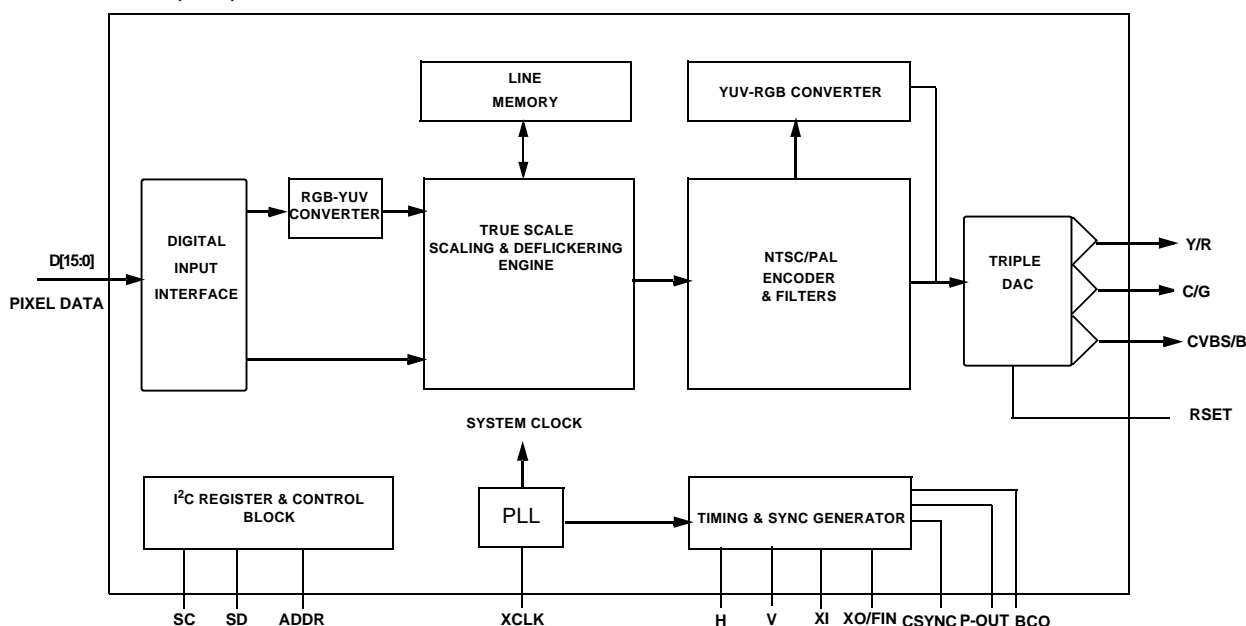 LINE
MEMORY
YUV-RGB CONVERTER
RGB-YUV
CONVERTER
DIGITAL
INPUT
INTERFACE
TRUE SCALE
SCALING & DEFLICKERING
ENGINE
NTSC/PAL
ENCODER
& FILTERS
TRIPLE
DAC
D[15:0]
PIXEL DATA
Y/R
C/G
CVBS/B
RSET
SYSTEM CLOCK
I2C REGISTER & CONTROL
BLOCK
PLL
TIMING & SYNC GENERATOR
SC SD ADDR XCLK H V XI XO/FIN CSYNC P-OUT BCO